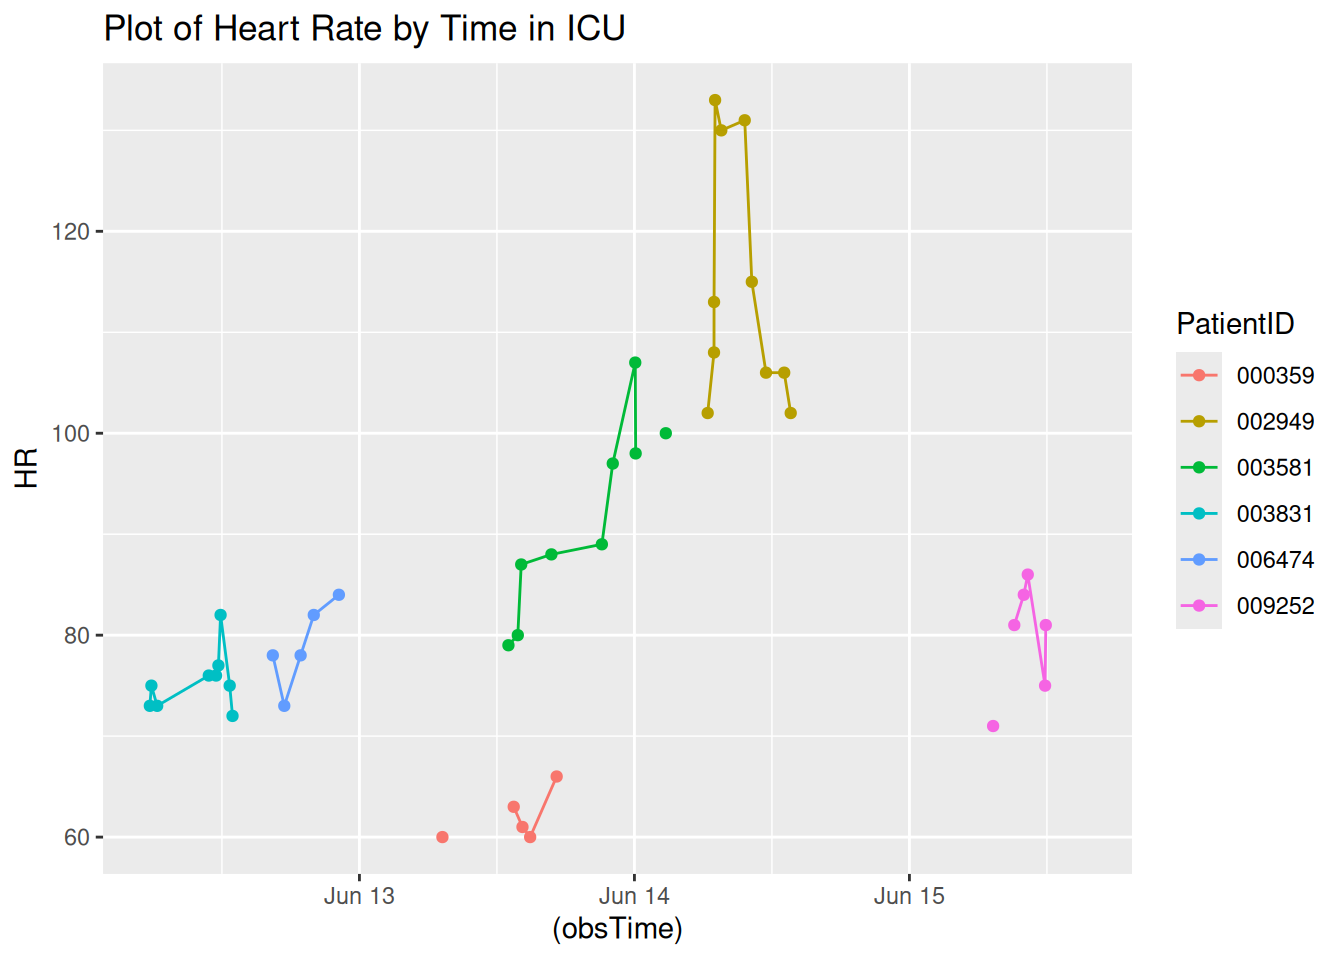 Plot of Heart Rate by Time in ICU
HR
120
100
80
60
Jun 13
Jun 14
Jun 15
(obsTime)
PatientID
000359
002949
003581
003831
006474
009252